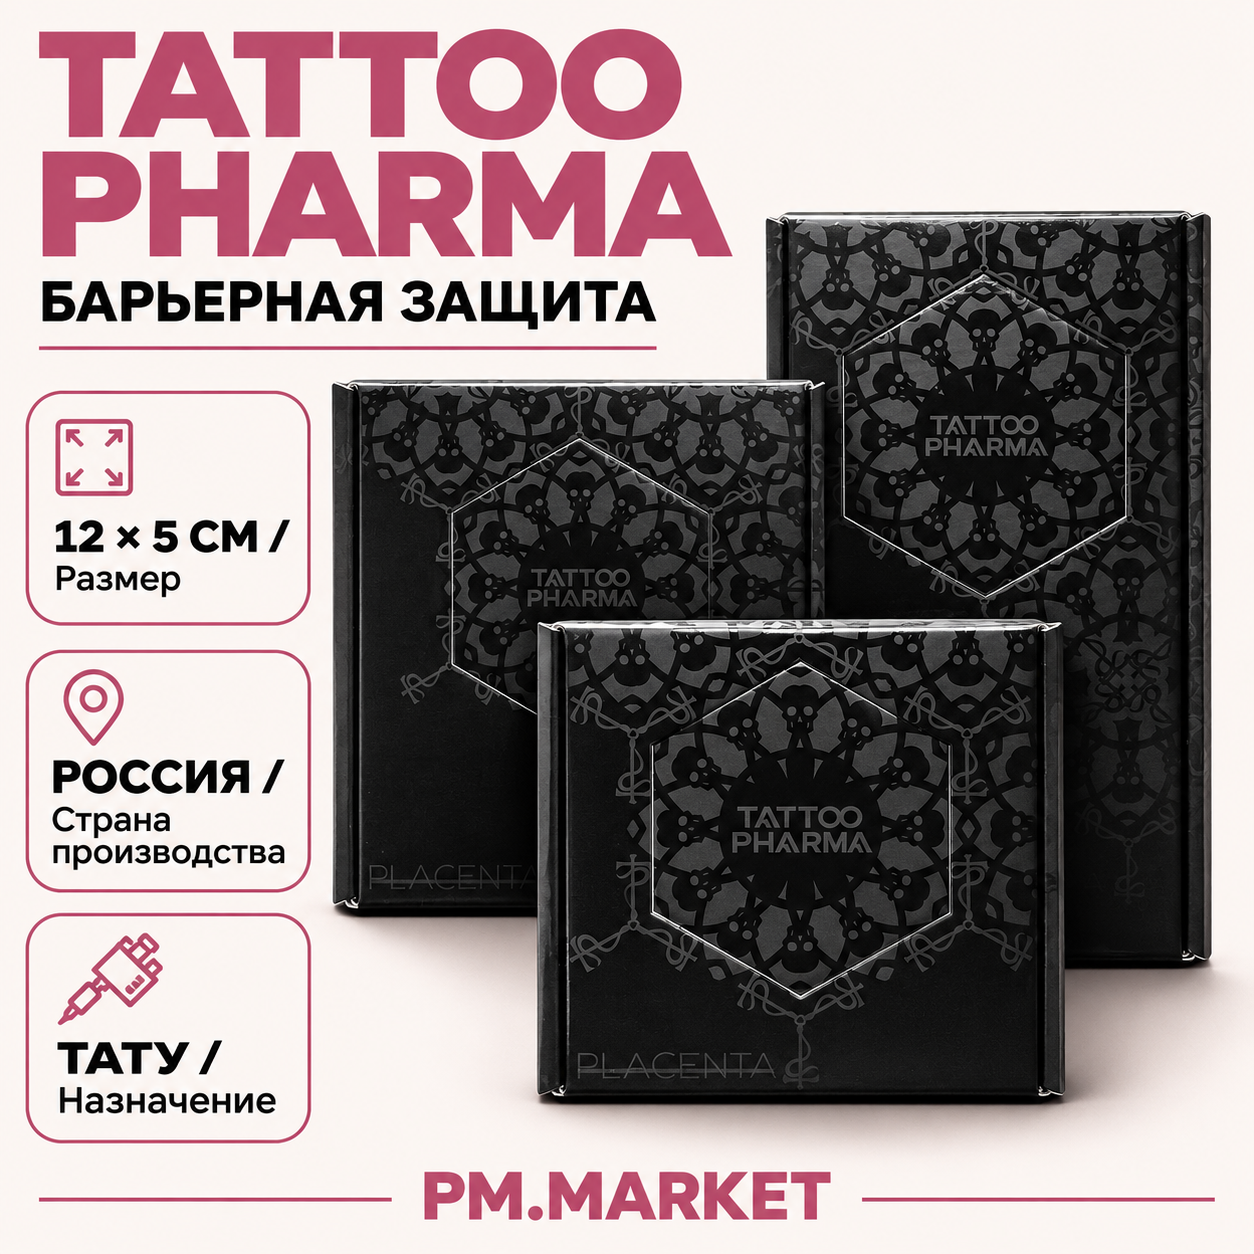 TATTOO
PHARMA
БАРЬЕРНАЯ ЗАЩИТА
12 × 5 СМ /
Размер
РОССИЯ /
Страна
производства
ТАТУ /
Назначение
TATTOO
PHARMA
TATTOO
PHARMA
PLACENTA
TATTOO
PHARMA
PLACENTA
PM.MARKET